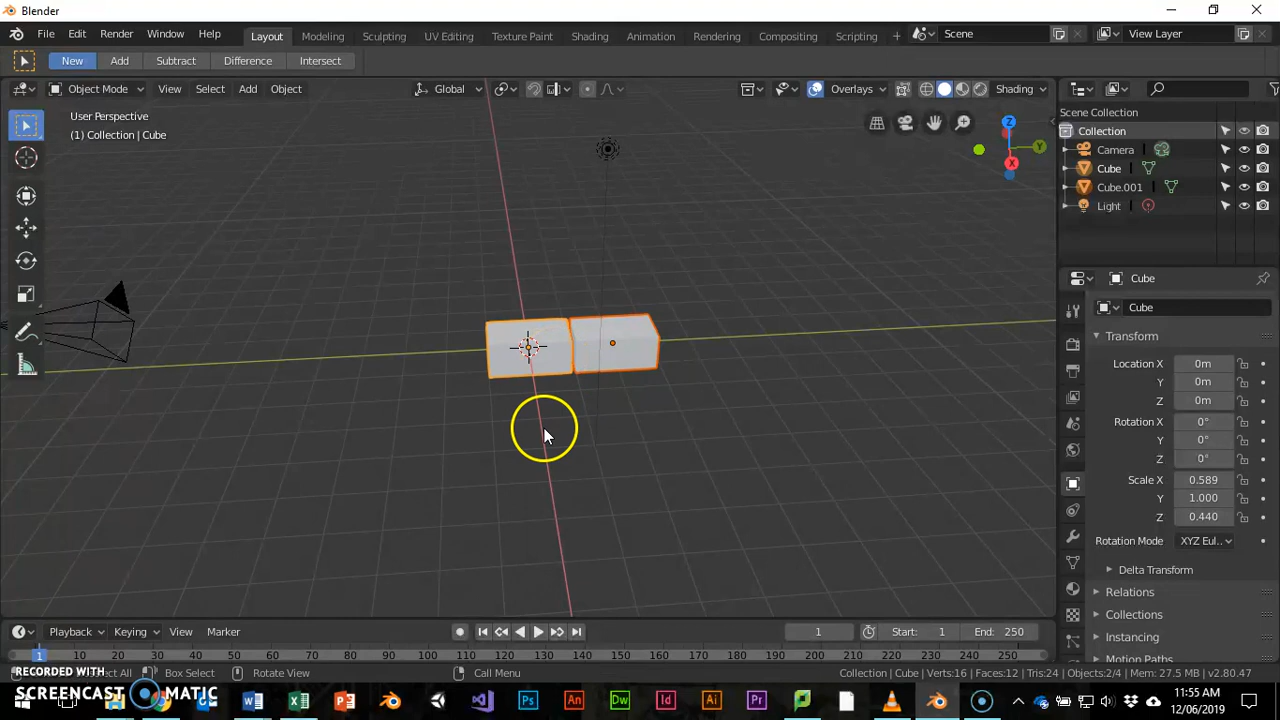 Blender
File Edit Render Window Help Layout Modeling Sculpting UV Editing Texture Paint Shading Animation Rendering Compositing Scripting + Scene View Layer
New Add Subtract Difference Intersect
Object Mode View Select Add Object Global Overlays Shading
User Perspective
(1) Collection | Cube
Z
Y
X
Scene Collection
Collection
Camera
Cube
Cube.001
Light
Cube
Cube
Transform
Location X 0m
Y 0m
Z 0m
Rotation X 0°
Y 0°
Z 0°
Scale X 0.589
Y 1.000
Z 0.440
Rotation Mode XYZ Eul..
Delta Transform
Relations
Collections
Instancing
Motion Paths
Playback Keying View Marker 1 Start: 1 End: 250
1 10 20 30 40 50 60 70 80 90 100 110 120 130 140 150 160 170 180 190 200 210 220 230 240 250
Box Select Rotate View Call Menu Collection | Cube | Verts:16 | Faces:12 | Tris:24 | Objects:2/4 | Mem: 27.5 MB | v2.80.47
RECORDED WITH
SCREENCAST MATIC
Ps An Dw Id Ai Pr
11:55 AM
12/06/2019